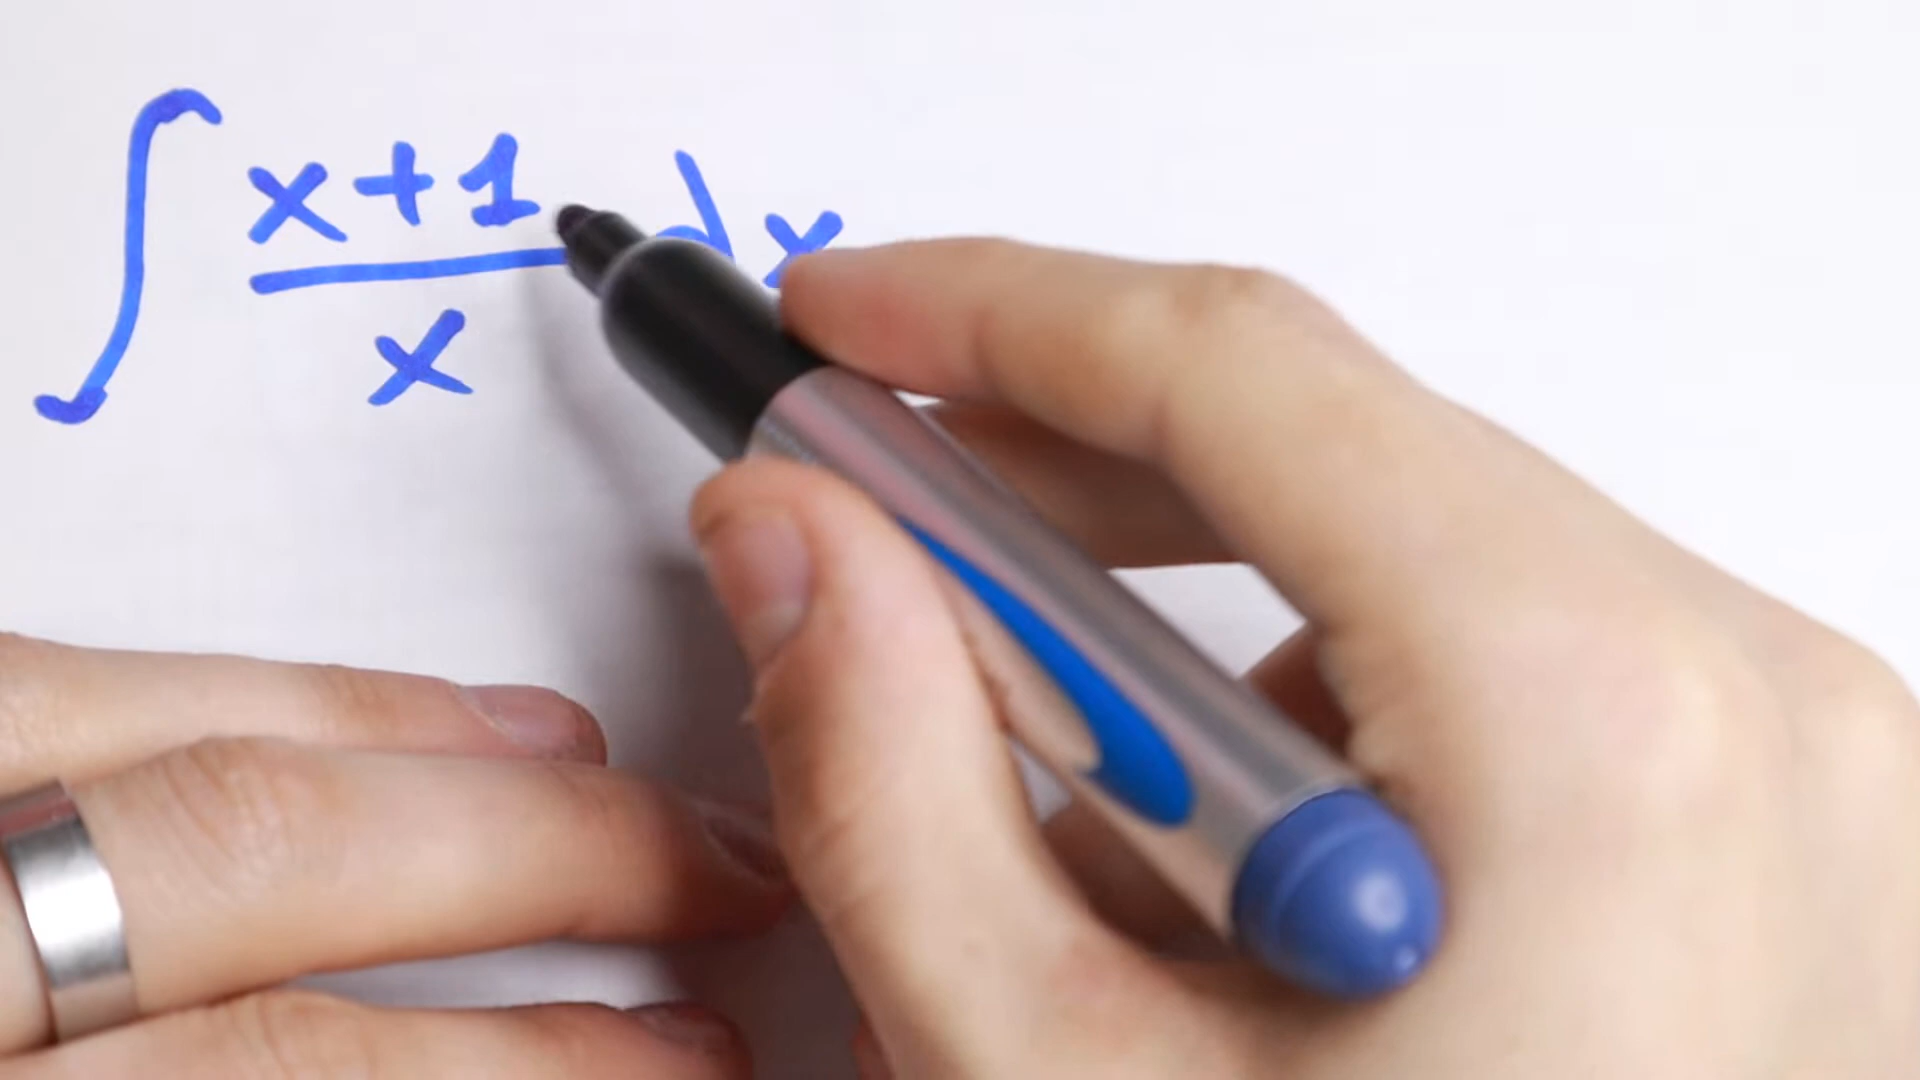 ∫ x+1/x dx